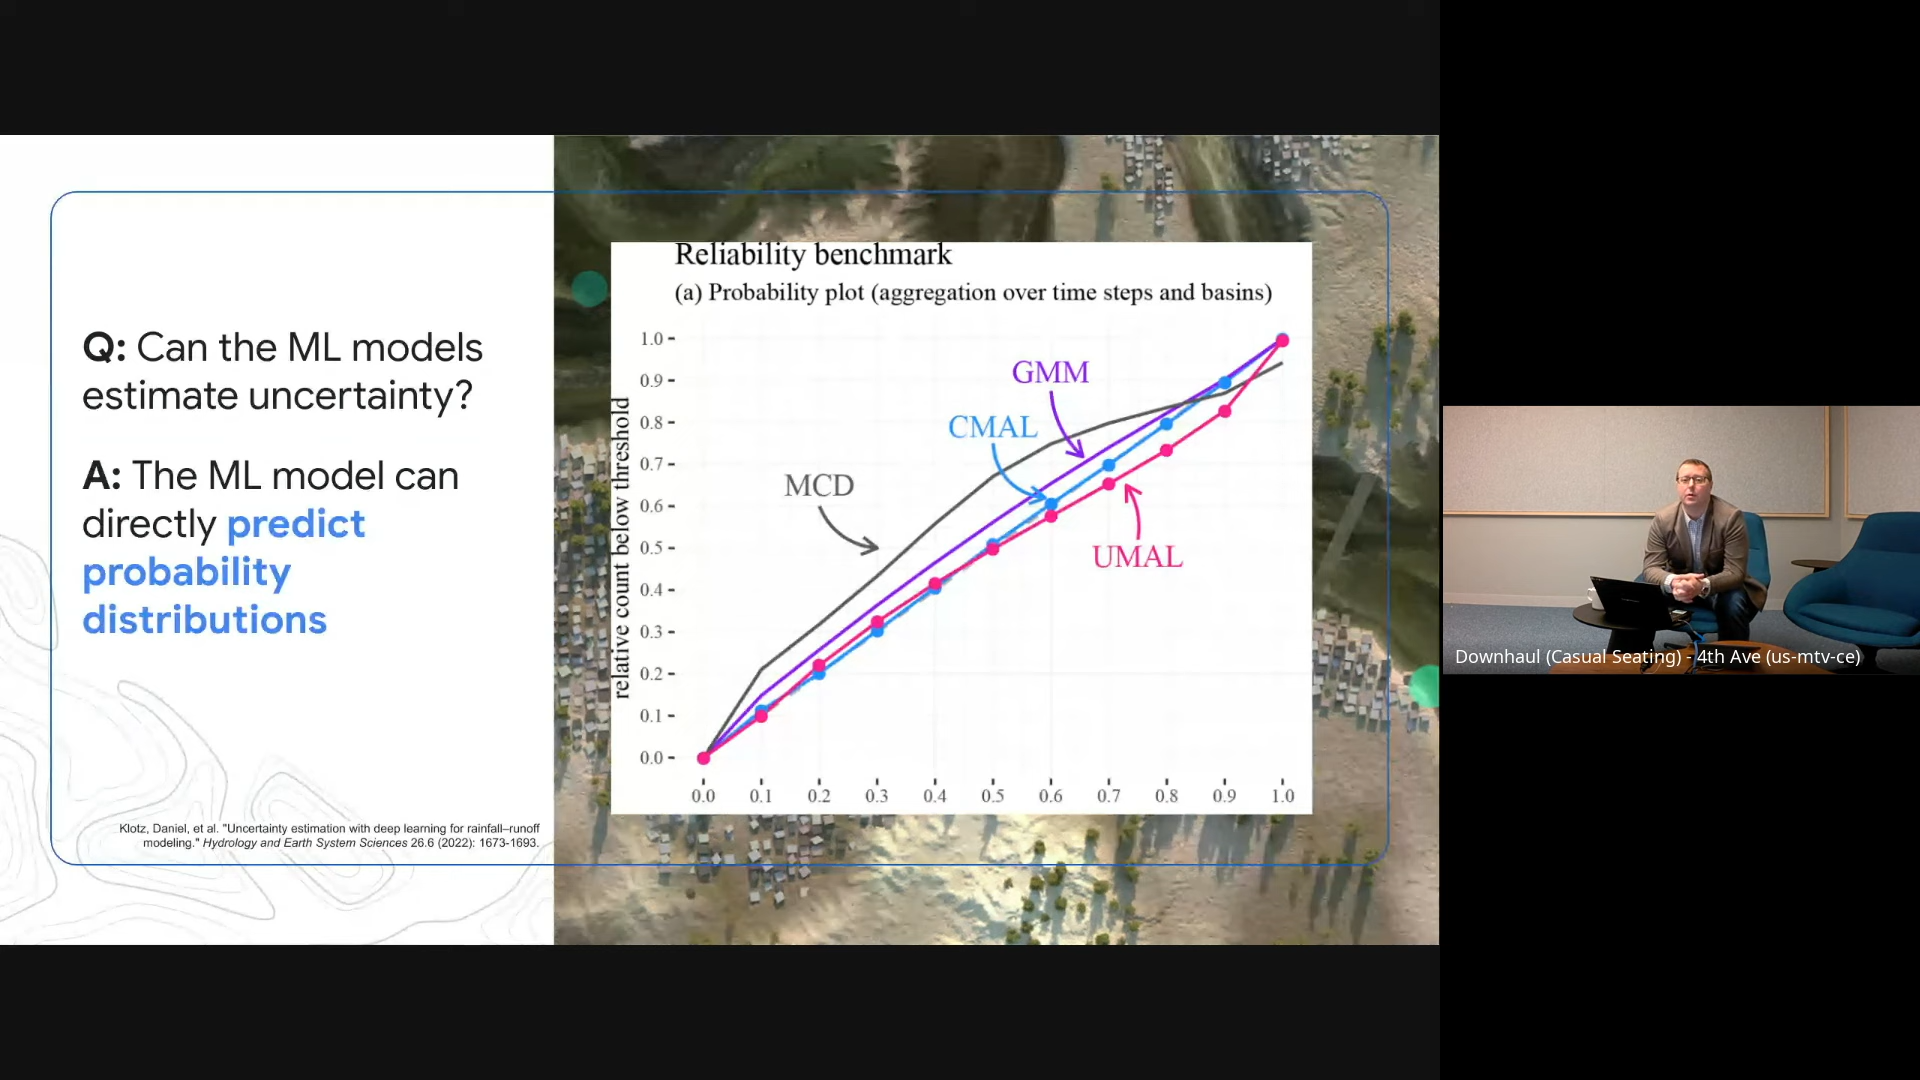 Q: Can the ML models
estimate uncertainty?
A: The ML model can
directly predict
probability
distributions
Klotz, Daniel, et al. "Uncertainty estimation with deep learning for rainfall–runoff
modeling." Hydrology and Earth System Sciences 26.6 (2022): 1673-1693.
Reliability benchmark
(a) Probability plot (aggregation over time steps and basins)
relative count below threshold
1.0
0.9
0.8
0.7
0.6
0.5
0.4
0.3
0.2
0.1
0.0
GMM
CMAL
MCD
UMAL
0.0 0.1 0.2 0.3 0.4 0.5 0.6 0.7 0.8 0.9 1.0
Downhaul (Casual Seating) - 4th Ave (us-mtv-ce)